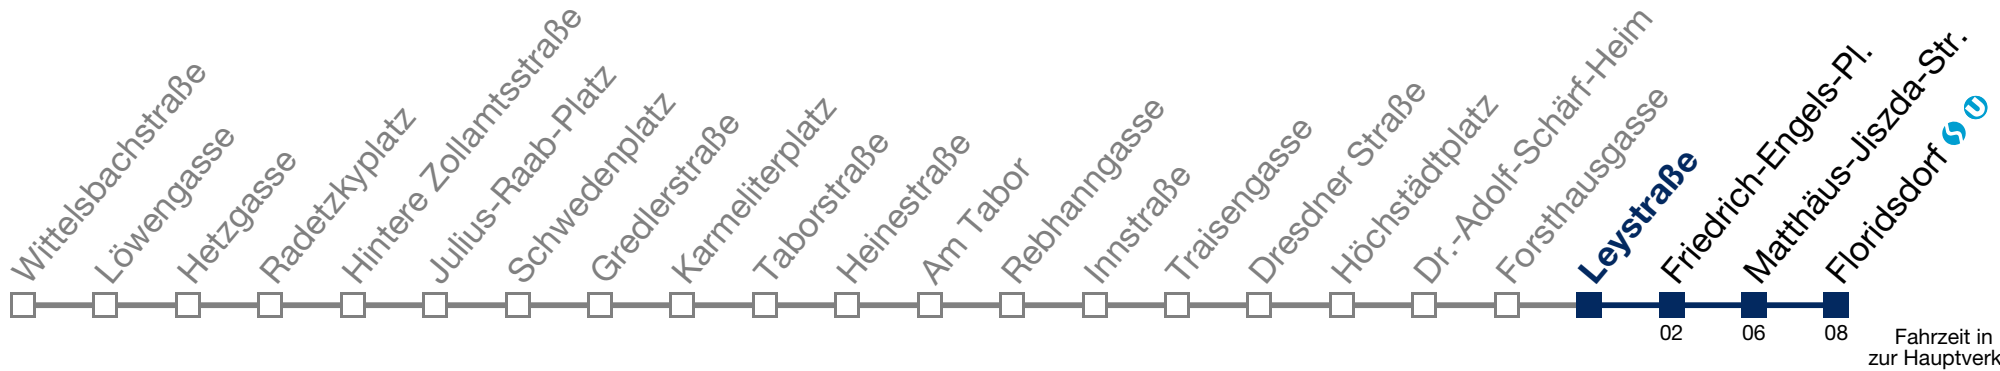 Wittelsbachstraße
Löwengasse
Hetzgasse
Radetzkyplatz
Hintere Zollamtsstraße
Julius-Raab-Platz
Schwedenplatz
Gredlerstraße
Karmeliterplatz
Taborstraße
Heinestraße
Am Tabor
Rebhanngasse
Innstraße
Traisengasse
Dresdner Straße
Höchstädtplatz
Dr.-Adolf-Schärf-Heim
Forsthausgasse
Leystraße
Friedrich-Engels-Pl.
Matthäus-Jiszda-Str.
Floridsdorf S U
02 06 08
Fahrzeit in
zur Hauptverk